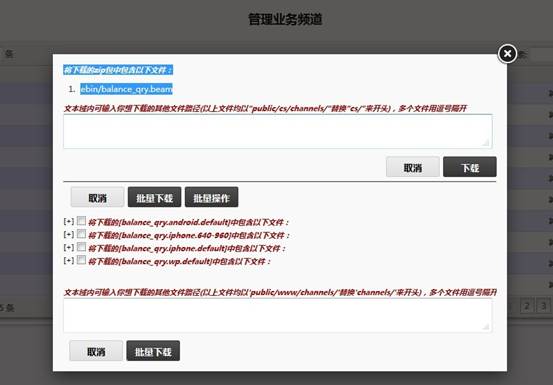 管理业务频道
条
索:
将下载的zip包中包含以下文件：
1. ebin/balance_qry.beam
文本域内可输入你想下载的其他文件路径(以上文件均以"public/cs/channels/"替换"cs/"来开头)，多个文件用逗号隔开
取消 下载
取消 批量下载 批量操作
[+] 将下载的[balance_qry.android.default]中包含以下文件：
[+] 将下载的[balance_qry.iphone.640-960]中包含以下文件：
[+] 将下载的[balance_qry.iphone.default]中包含以下文件：
[+] 将下载的[balance_qry.wp.default]中包含以下文件：
文本域内可输入你想下载的其他文件路径(以上文件均以'public/www/channels/'替换'channels/'来开头)，多个文件用逗号隔开
5 条
2 3
取消 批量下载